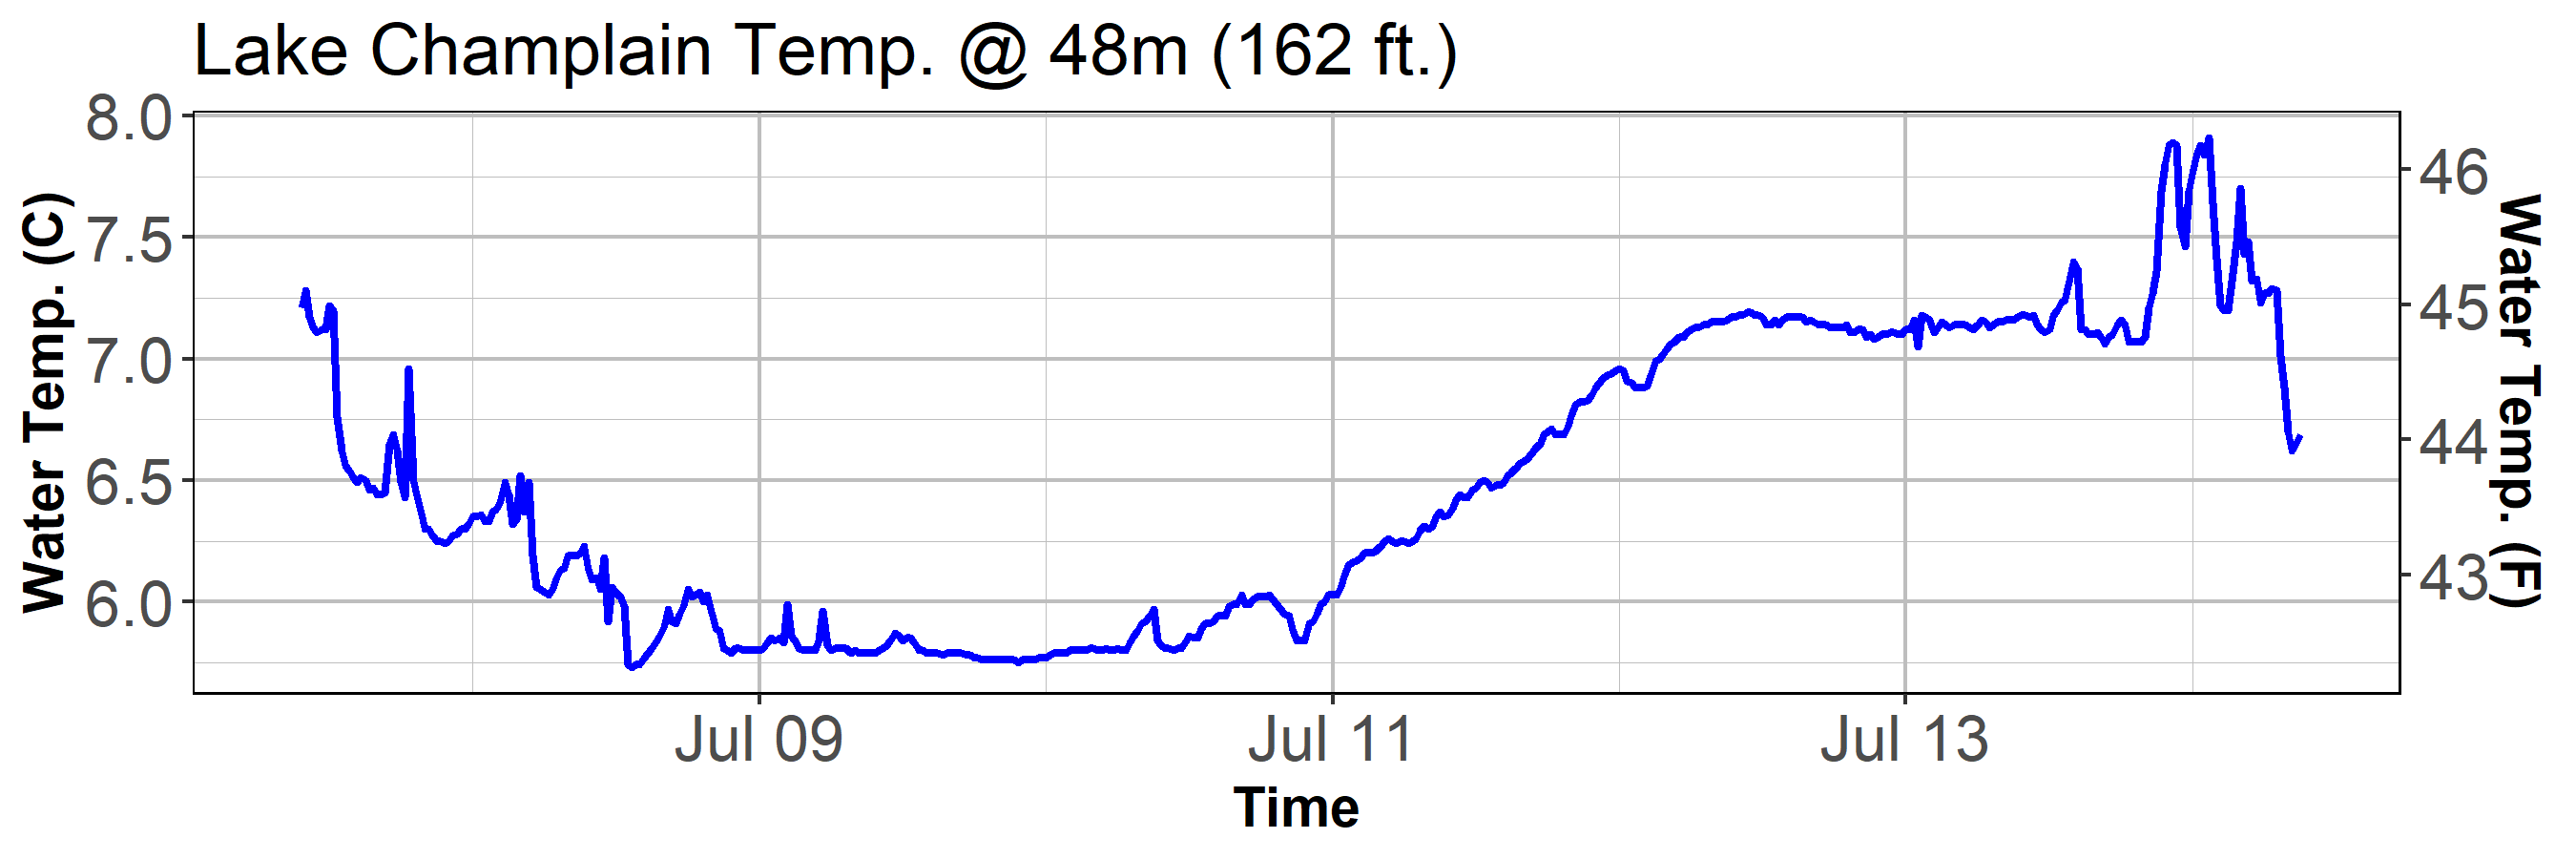 Lake Champlain Temp. @ 48m (162 ft.)
8.0
7.5
7.0
6.5
6.0
Water Temp. (C)
46
45
44
43
Water Temp. (F)
Jul 09 Jul 11 Jul 13
Time